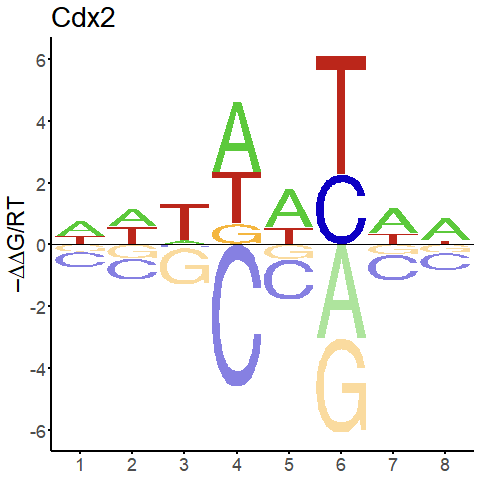 Cdx2
−ΔΔG/RT
6
4
2
0
-2
-4
-6
A T G C
A T G C
T A C G
A T G C
A T G C
T C A G
A T G C
A T G C
1 2 3 4 5 6 7 8